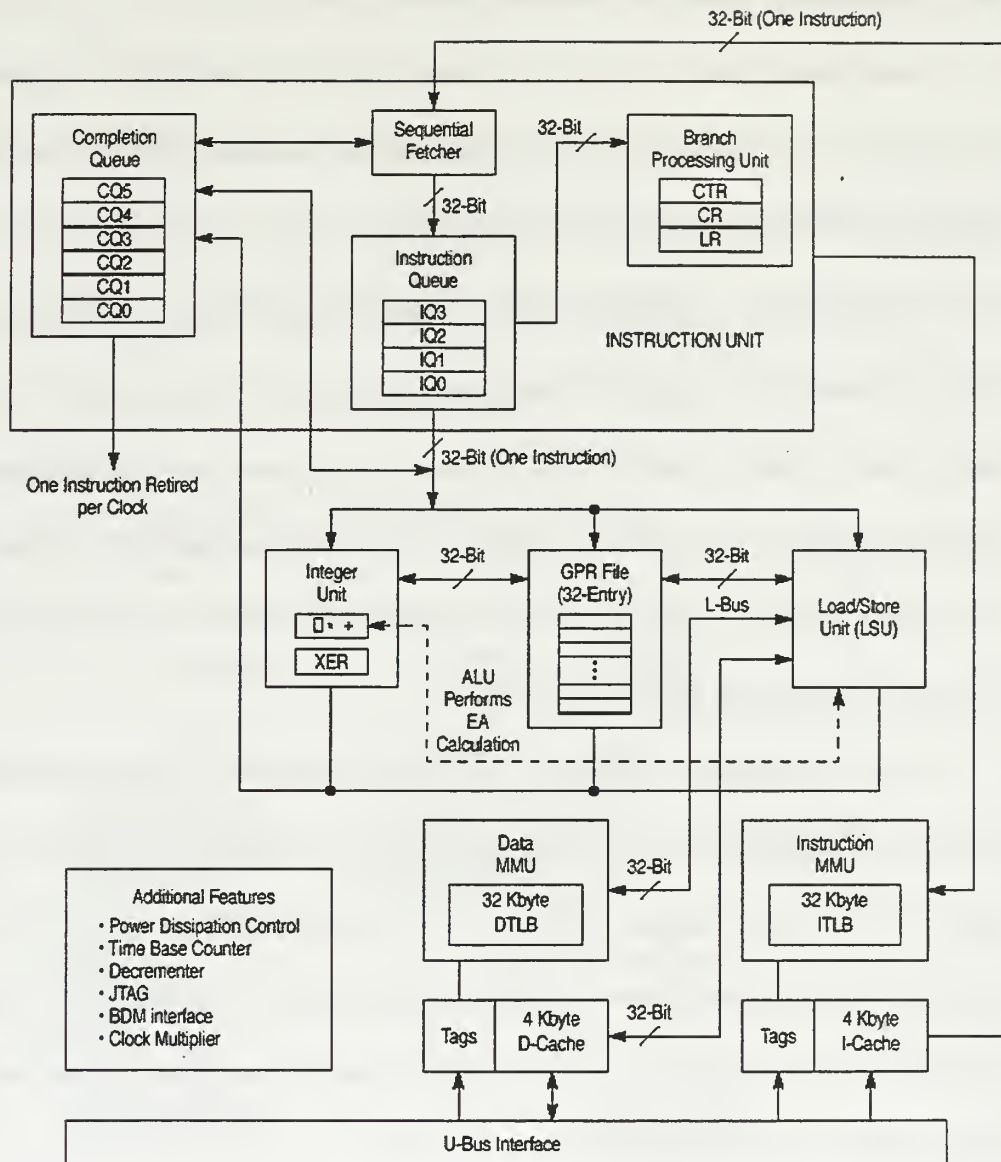 32-Bit (One Instruction)
Completion
Queue
CQ5
CQ4
CQ3
CQ2
CQ1
CQ0
Sequential
Fetcher
32-Bit
Branch
Processing Unit
CTR
CR
LR
32-Bit
Instruction
Queue
IQ3
IQ2
IQ1
IQ0
INSTRUCTION UNIT
32-Bit (One Instruction)
One Instruction Retired
per Clock
Integer
Unit
XER
32-Bit
GPR File
(32-Entry)
32-Bit
L-Bus
Load/Store
Unit (LSU)
ALU
Performs
EA
Calculation
Data
MMU
32 Kbyte
DTLB
32-Bit
Instruction
MMU
32 Kbyte
ITLB
Additional Features
• Power Dissipation Control
• Time Base Counter
• Decrementer
• JTAG
• BDM interface
• Clock Multiplier
Tags
4 Kbyte
D-Cache
32-Bit
Tags
4 Kbyte
I-Cache
U-Bus Interface